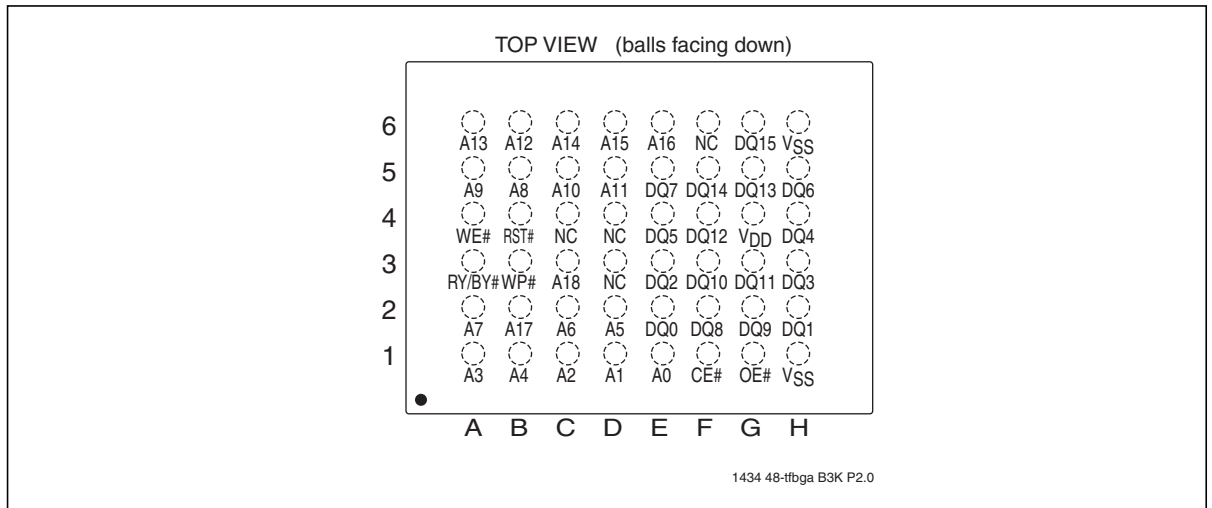 TOP VIEW (balls facing down)
6
A13 A12 A14 A15 A16 NC DQ15 VSS
5
A9 A8 A10 A11 DQ7 DQ14 DQ13 DQ6
4
WE# RST# NC NC DQ5 DQ12 VDD DQ4
3
RY/BY# WP# A18 NC DQ2 DQ10 DQ11 DQ3
2
A7 A17 A6 A5 DQ0 DQ8 DQ9 DQ1
1
A3 A4 A2 A1 A0 CE# OE# VSS
A B C D E F G H
1434 48-tfbga B3K P2.0